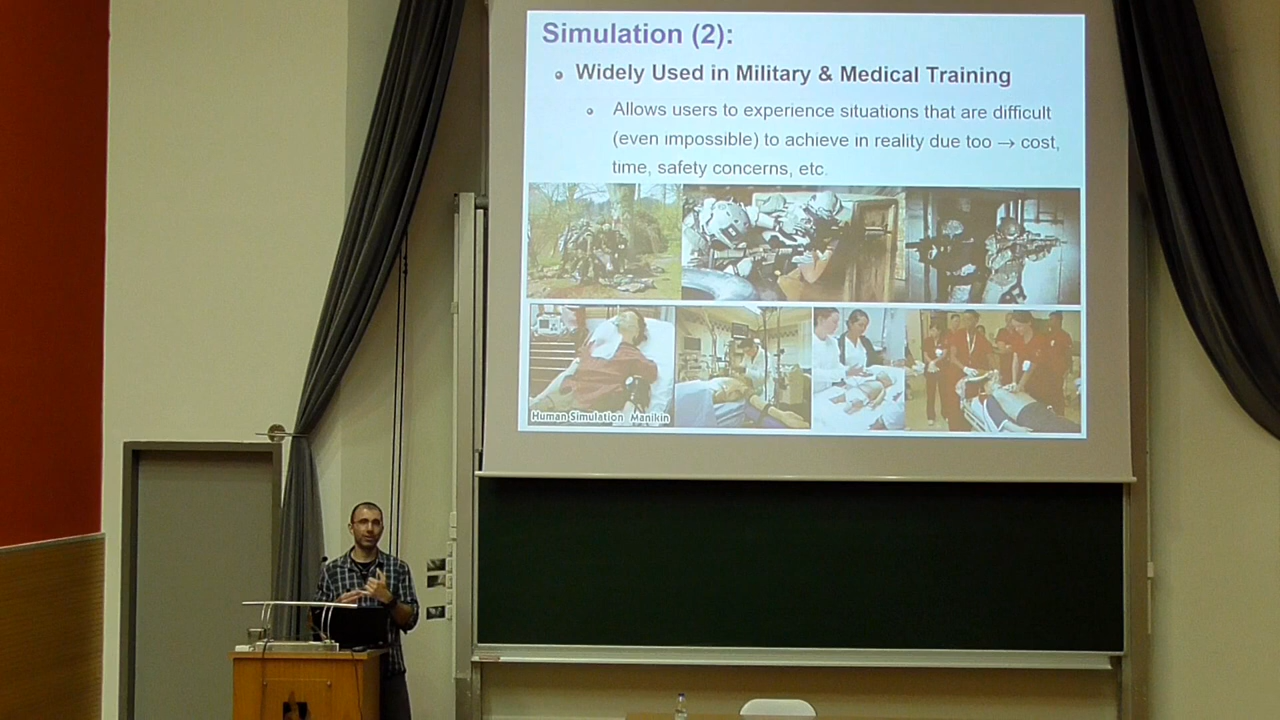 Simulation (2):
Widely Used in Military & Medical Training
Allows users to experience situations that are difficult
(even impossible) to achieve in reality due too → cost,
time, safety concerns, etc.
Human Simulation Manikin